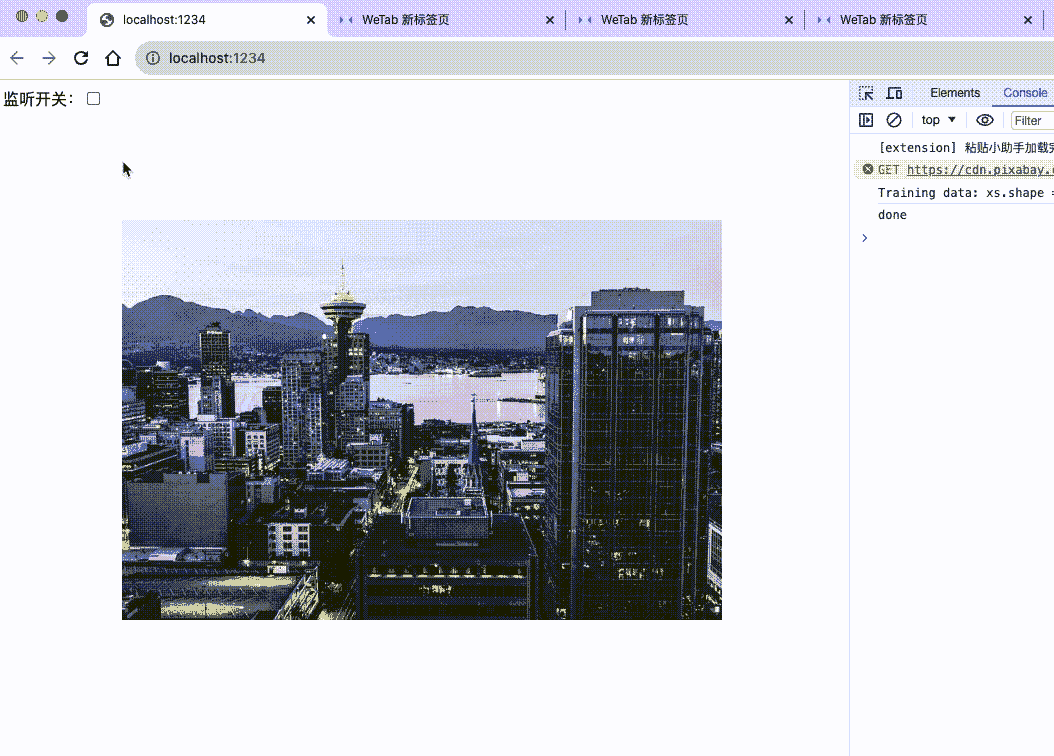 localhost:1234
WeTab 新标签页
WeTab 新标签页
WeTab 新标签页
localhost:1234
监听开关：
Elements
Console
top
Filter
[extension] 粘贴小助手加载
GET https://cdn.pixabay.
Training data: xs.shape =
done